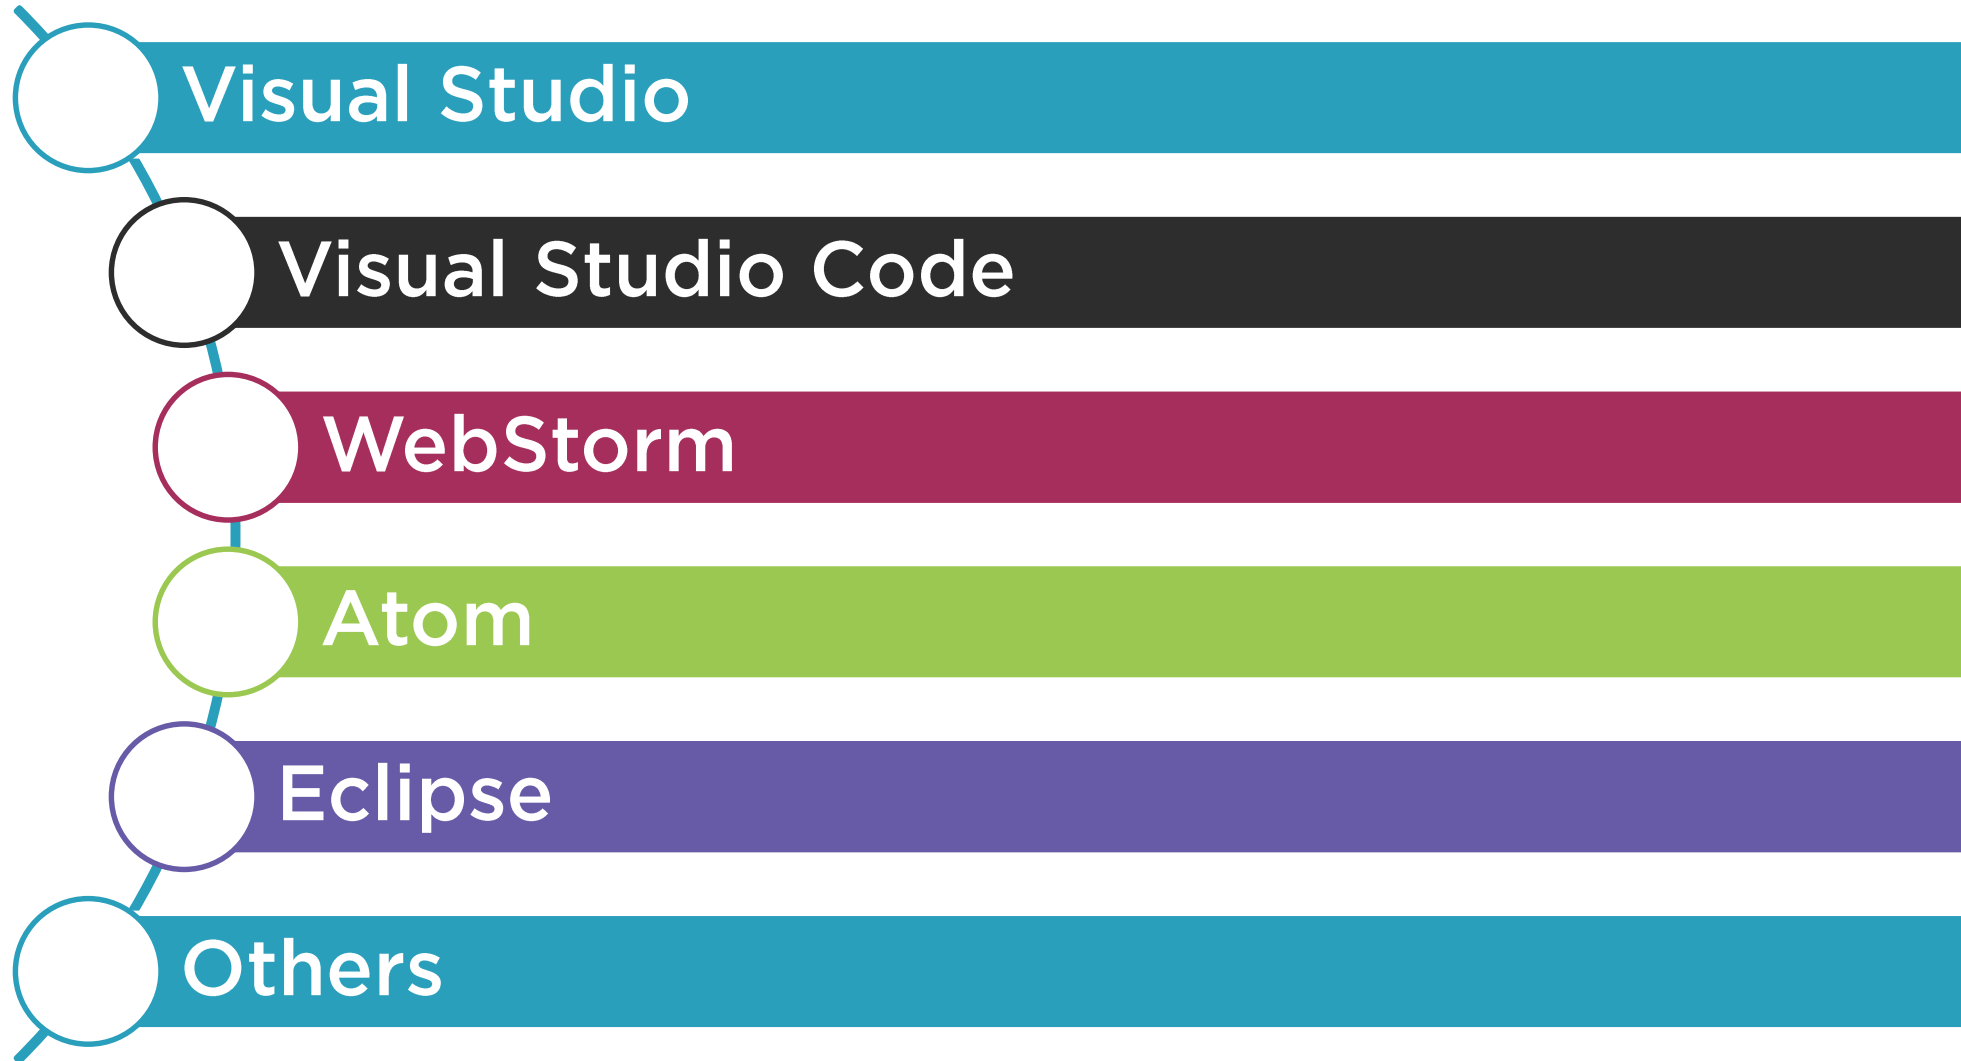 Visual Studio
Visual Studio Code
WebStorm
Atom
Eclipse
Others